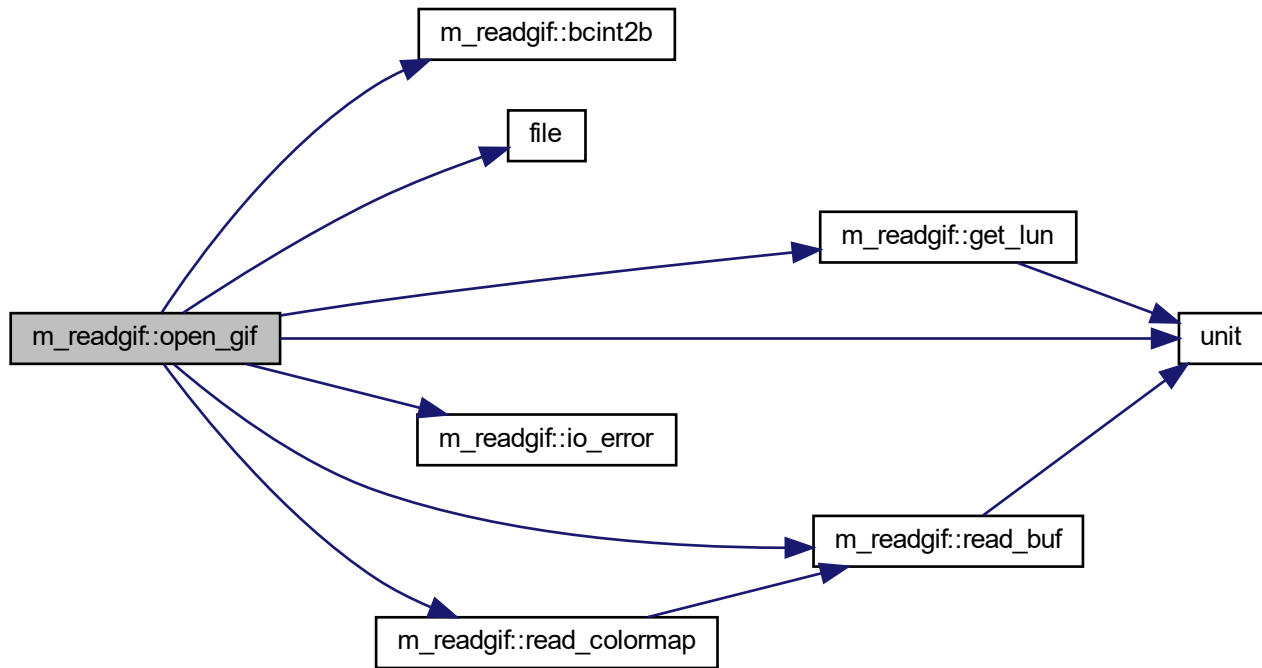 m_readgif::bcint2b
file
m_readgif::get_lun
m_readgif::open_gif
unit
m_readgif::io_error
m_readgif::read_buf
m_readgif::read_colormap